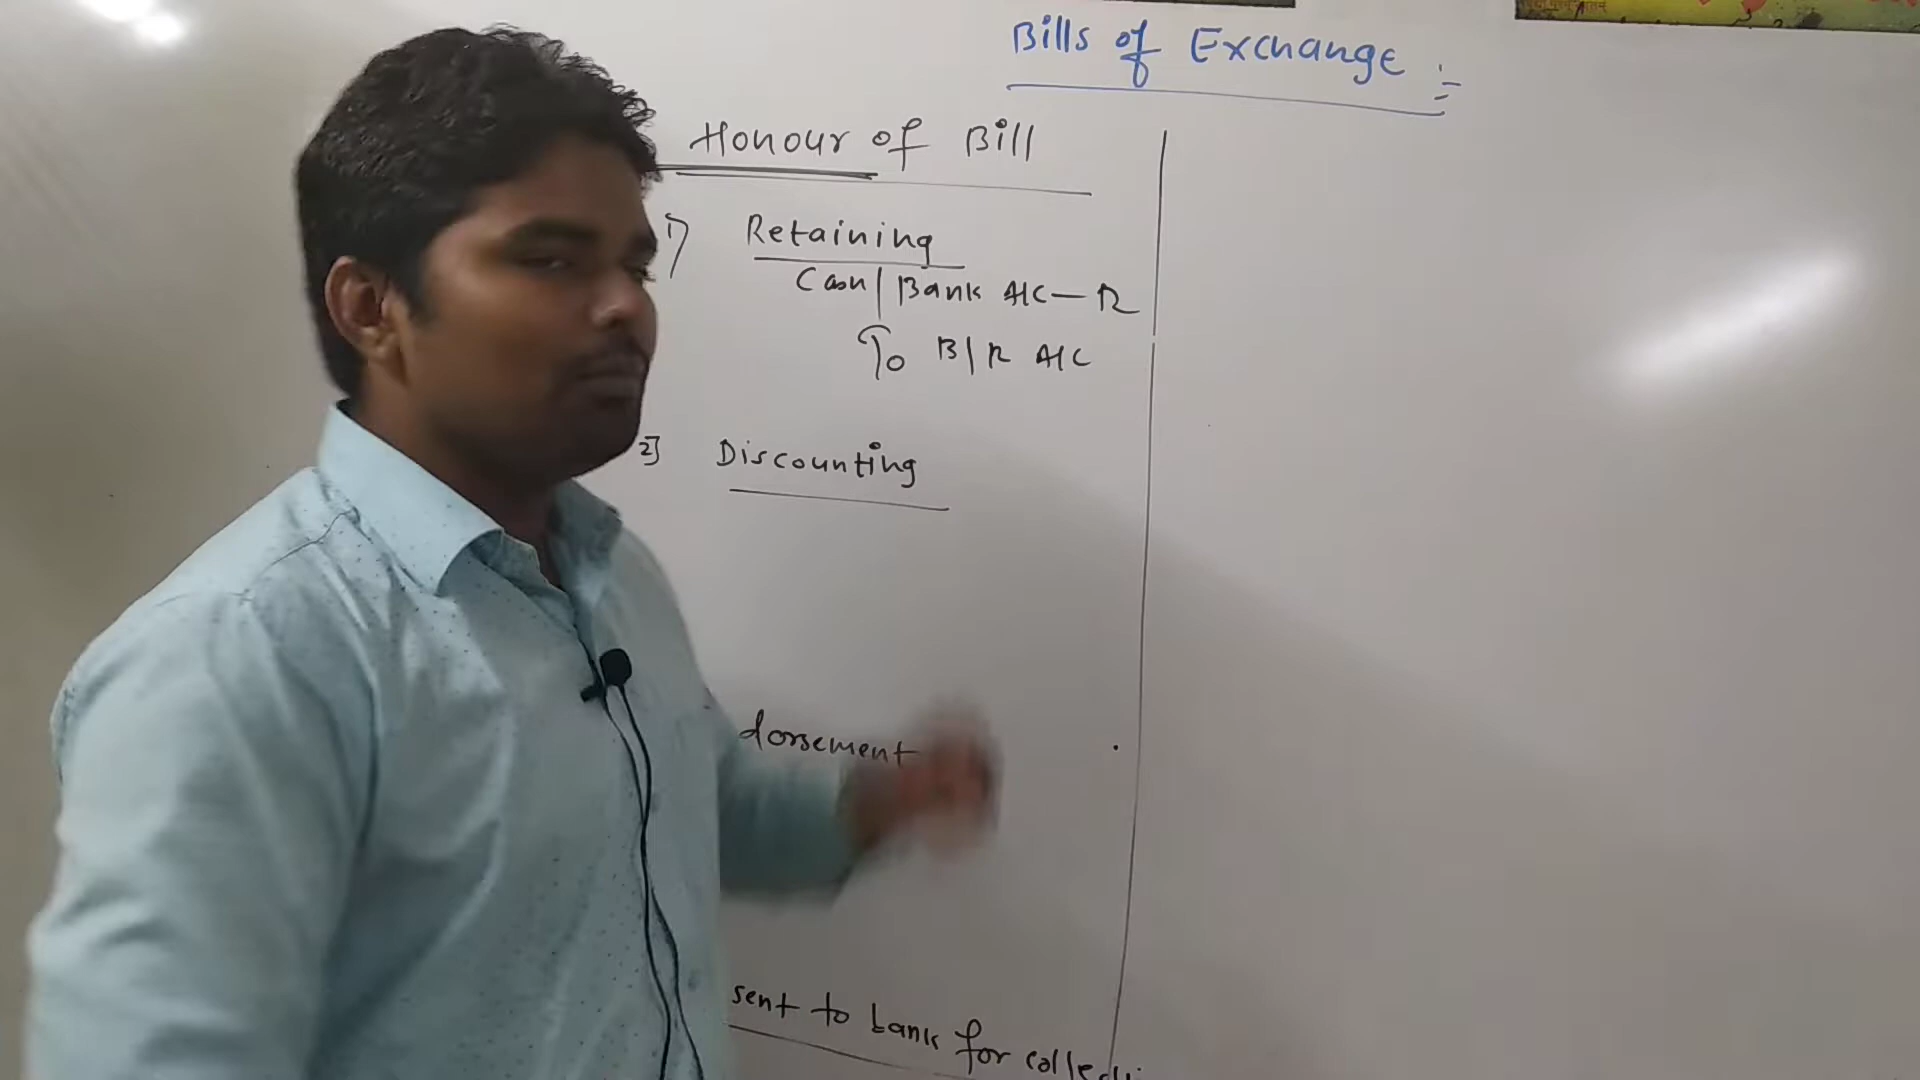 Bills of Exchange :-
Honour of Bill
1) Retaining
Cash | Bank A/C — D
To B/R A/C
2] Discounting
dorsement
sent to bank for collecti